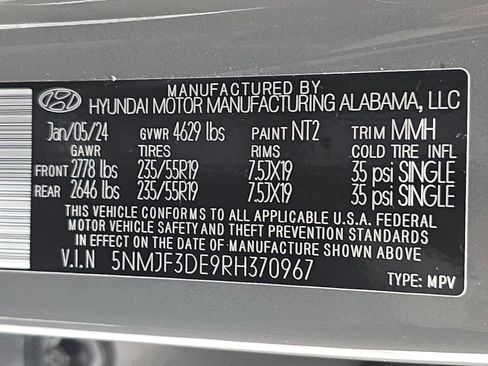 MANUFACTURED BY
HYUNDAI MOTOR MANUFACTURING ALABAMA, LLC
Jan/05/24 GVWR 4629 lbs PAINT NT2 TRIM MMH
GAWR TIRES RIMS COLD TIRE INFL
FRONT 2778 lbs 235/55R19 7.5JX19 35 psi SINGLE
REAR 2646 lbs 235/55R19 7.5JX19 35 psi SINGLE
THIS VEHICLE CONFORMS TO ALL APPLICABLE U.S.A. FEDERAL
MOTOR VEHICLE SAFETY AND THEFT PREVENTION STANDARDS
IN EFFECT ON THE DATE OF MANUFACTURE SHOWN ABOVE
V.I.N 5NMJF3DE9RH370967
TYPE: MPV